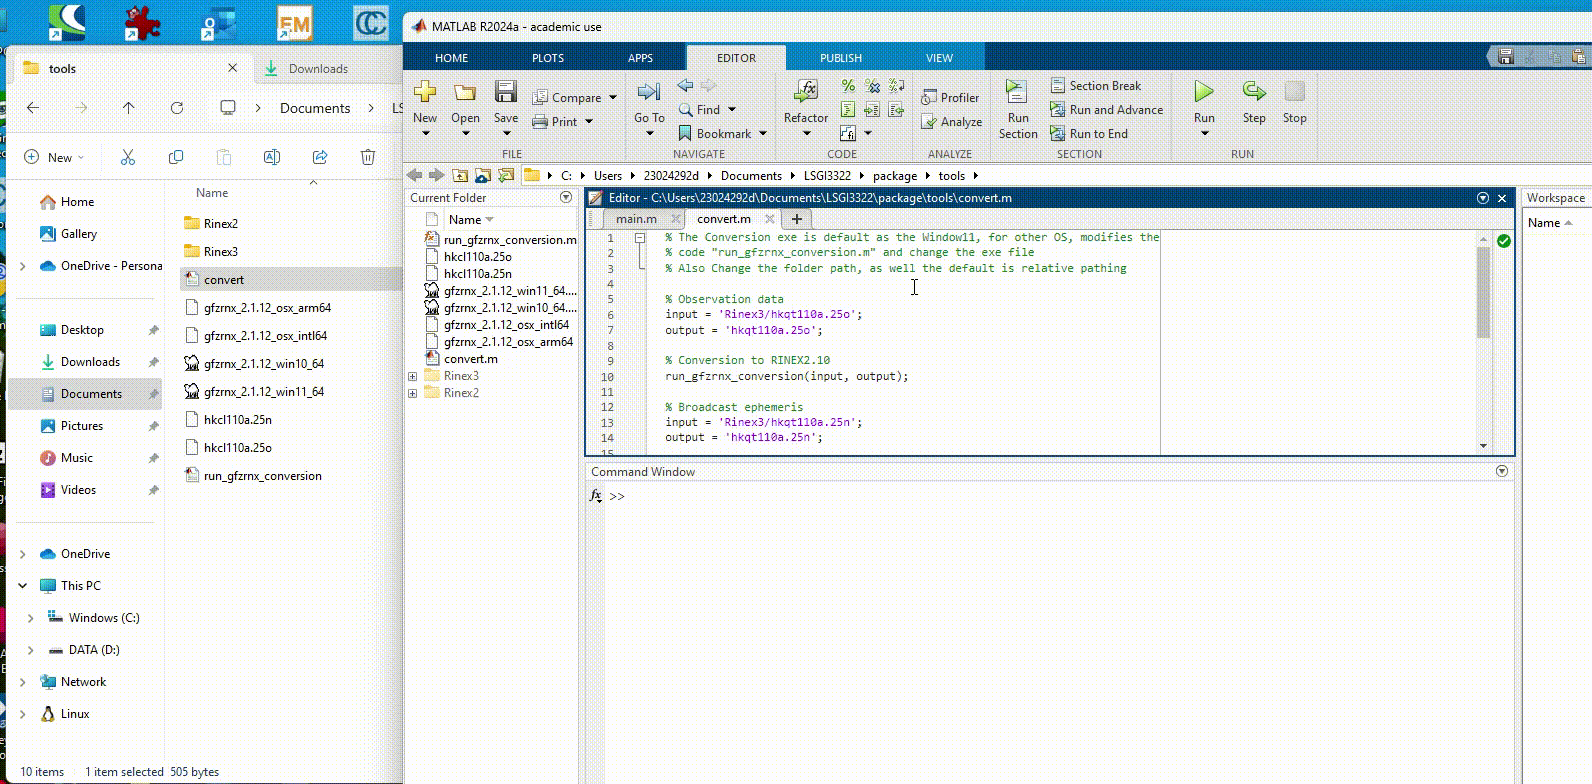 EM
CC
tools
Downloads
Documents
LS
New
Home
Gallery
OneDrive - Persona
Desktop
Downloads
Documents
Pictures
Music
Videos
OneDrive
This PC
Windows (C:)
DATA (D:)
Network
Linux
Name
Rinex2
Rinex3
convert
gfzrnx_2.1.12_osx_arm64
gfzrnx_2.1.12_osx_intl64
gfzrnx_2.1.12_win10_64
gfzrnx_2.1.12_win11_64
hkcl110a.25n
hkcl110a.25o
run_gfzrnx_conversion
10 items 1 item selected 505 bytes
MATLAB R2024a - academic use
HOME PLOTS APPS EDITOR PUBLISH VIEW
New Open Save Compare Print
FILE
Go To Find Bookmark
NAVIGATE
Refactor
CODE
Profiler
Analyze
ANALYZE
Run Section
Section Break
Run and Advance
Run to End
SECTION
Run Step Stop
RUN
C: Users 23024292d Documents LSGI3322 package tools
Current Folder
Name
run_gfzrnx_conversion.m
hkcl110a.25o
hkcl110a.25n
gfzrnx_2.1.12_win11_64....
gfzrnx_2.1.12_win10_64....
gfzrnx_2.1.12_osx_intl64
gfzrnx_2.1.12_osx_arm64
convert.m
Rinex3
Rinex2
Editor - C:\Users\23024292d\Documents\LSGI3322\package\tools\convert.m
main.m convert.m
1 % The Conversion exe is default as the Window11, for other OS, modifies the
2 % code "run_gfzrnx_conversion.m" and change the exe file
3 % Also Change the folder path, as well the default is relative pathing
4
5 % Observation data
6 input = 'Rinex3/hkqt110a.25o';
7 output = 'hkqt110a.25o';
8
9 % Conversion to RINEX2.10
10 run_gfzrnx_conversion(input, output);
11
12 % Broadcast ephemeris
13 input = 'Rinex3/hkqt110a.25n';
14 output = 'hkqt110a.25n';
15
Command Window
fx >>
Workspace
Name